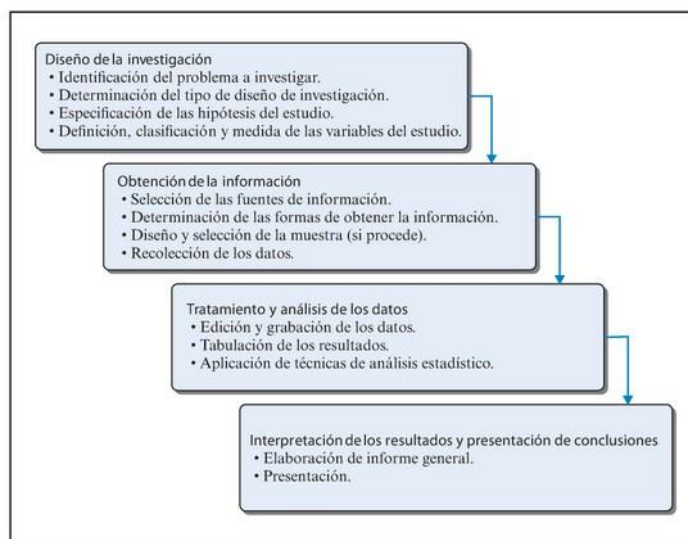 Diseño de la investigación
• Identificación del problema a investigar.
• Determinación del tipo de diseño de investigación.
• Especificación de las hipótesis del estudio.
• Definición, clasificación y medida de las variables del estudio.
Obtención de la información
• Selección de las fuentes de información.
• Determinación de las formas de obtener la información.
• Diseño y selección de la muestra (si procede).
• Recolección de los datos.
Tratamiento y análisis de los datos
• Edición y grabación de los datos.
• Tabulación de los resultados.
• Aplicación de técnicas de análisis estadístico.
Interpretación de los resultados y presentación de conclusiones
• Elaboración de informe general.
• Presentación.